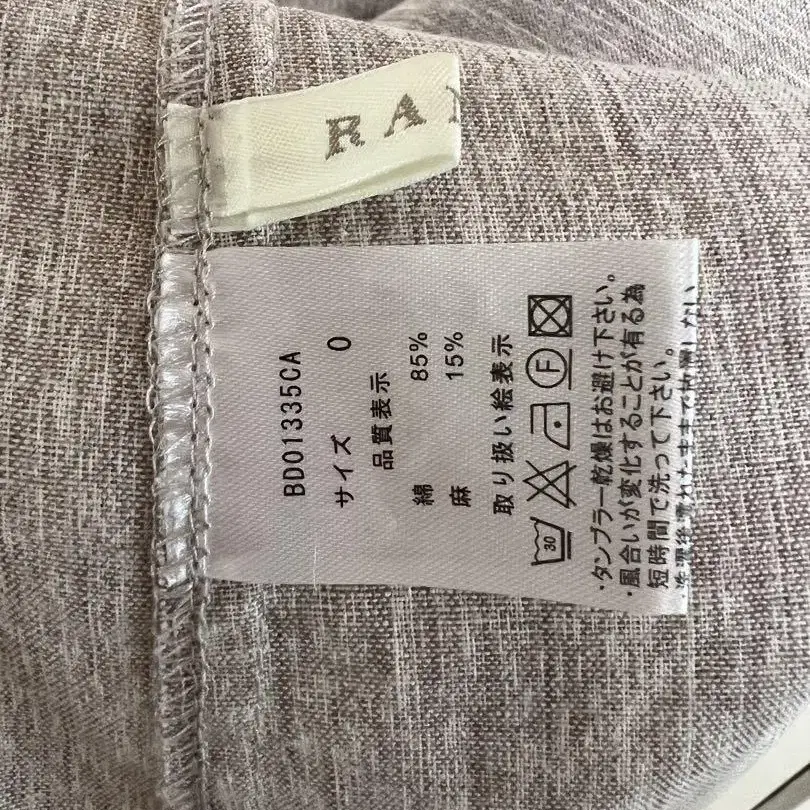 RA
BD01335CA
サイズ 0
品質表示
綿 85%
麻 15%
取り扱い絵表示
30 F
・タンブラー乾燥はお避け下さい。
・風合いが変化することが有る為
短時間で洗って下さい。